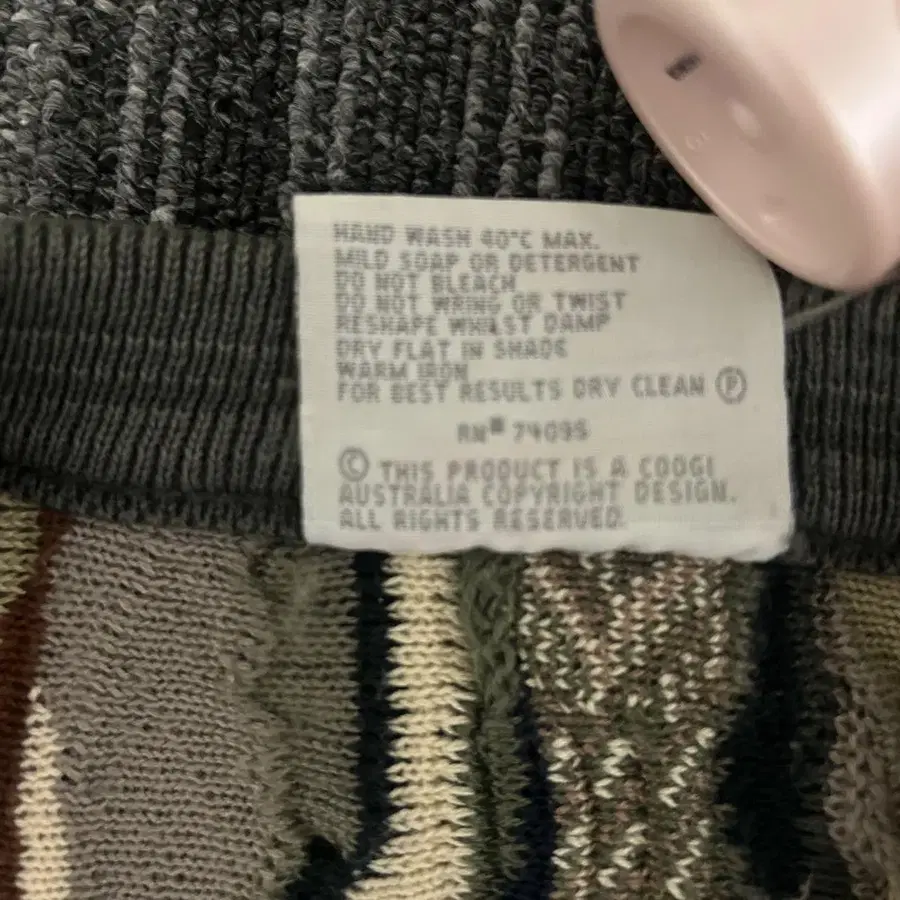 HAND WASH 40°C MAX.
MILD SOAP OR DETERGENT
DO NOT BLEACH
DO NOT WRING OR TWIST
RESHAPE WHILST DAMP
DRY FLAT IN SHADE
WARM IRON
FOR BEST RESULTS DRY CLEAN Ⓟ
RN# 74095
© THIS PRODUCT IS A COOGI
AUSTRALIA COPYRIGHT DESIGN.
ALL RIGHTS RESERVED.